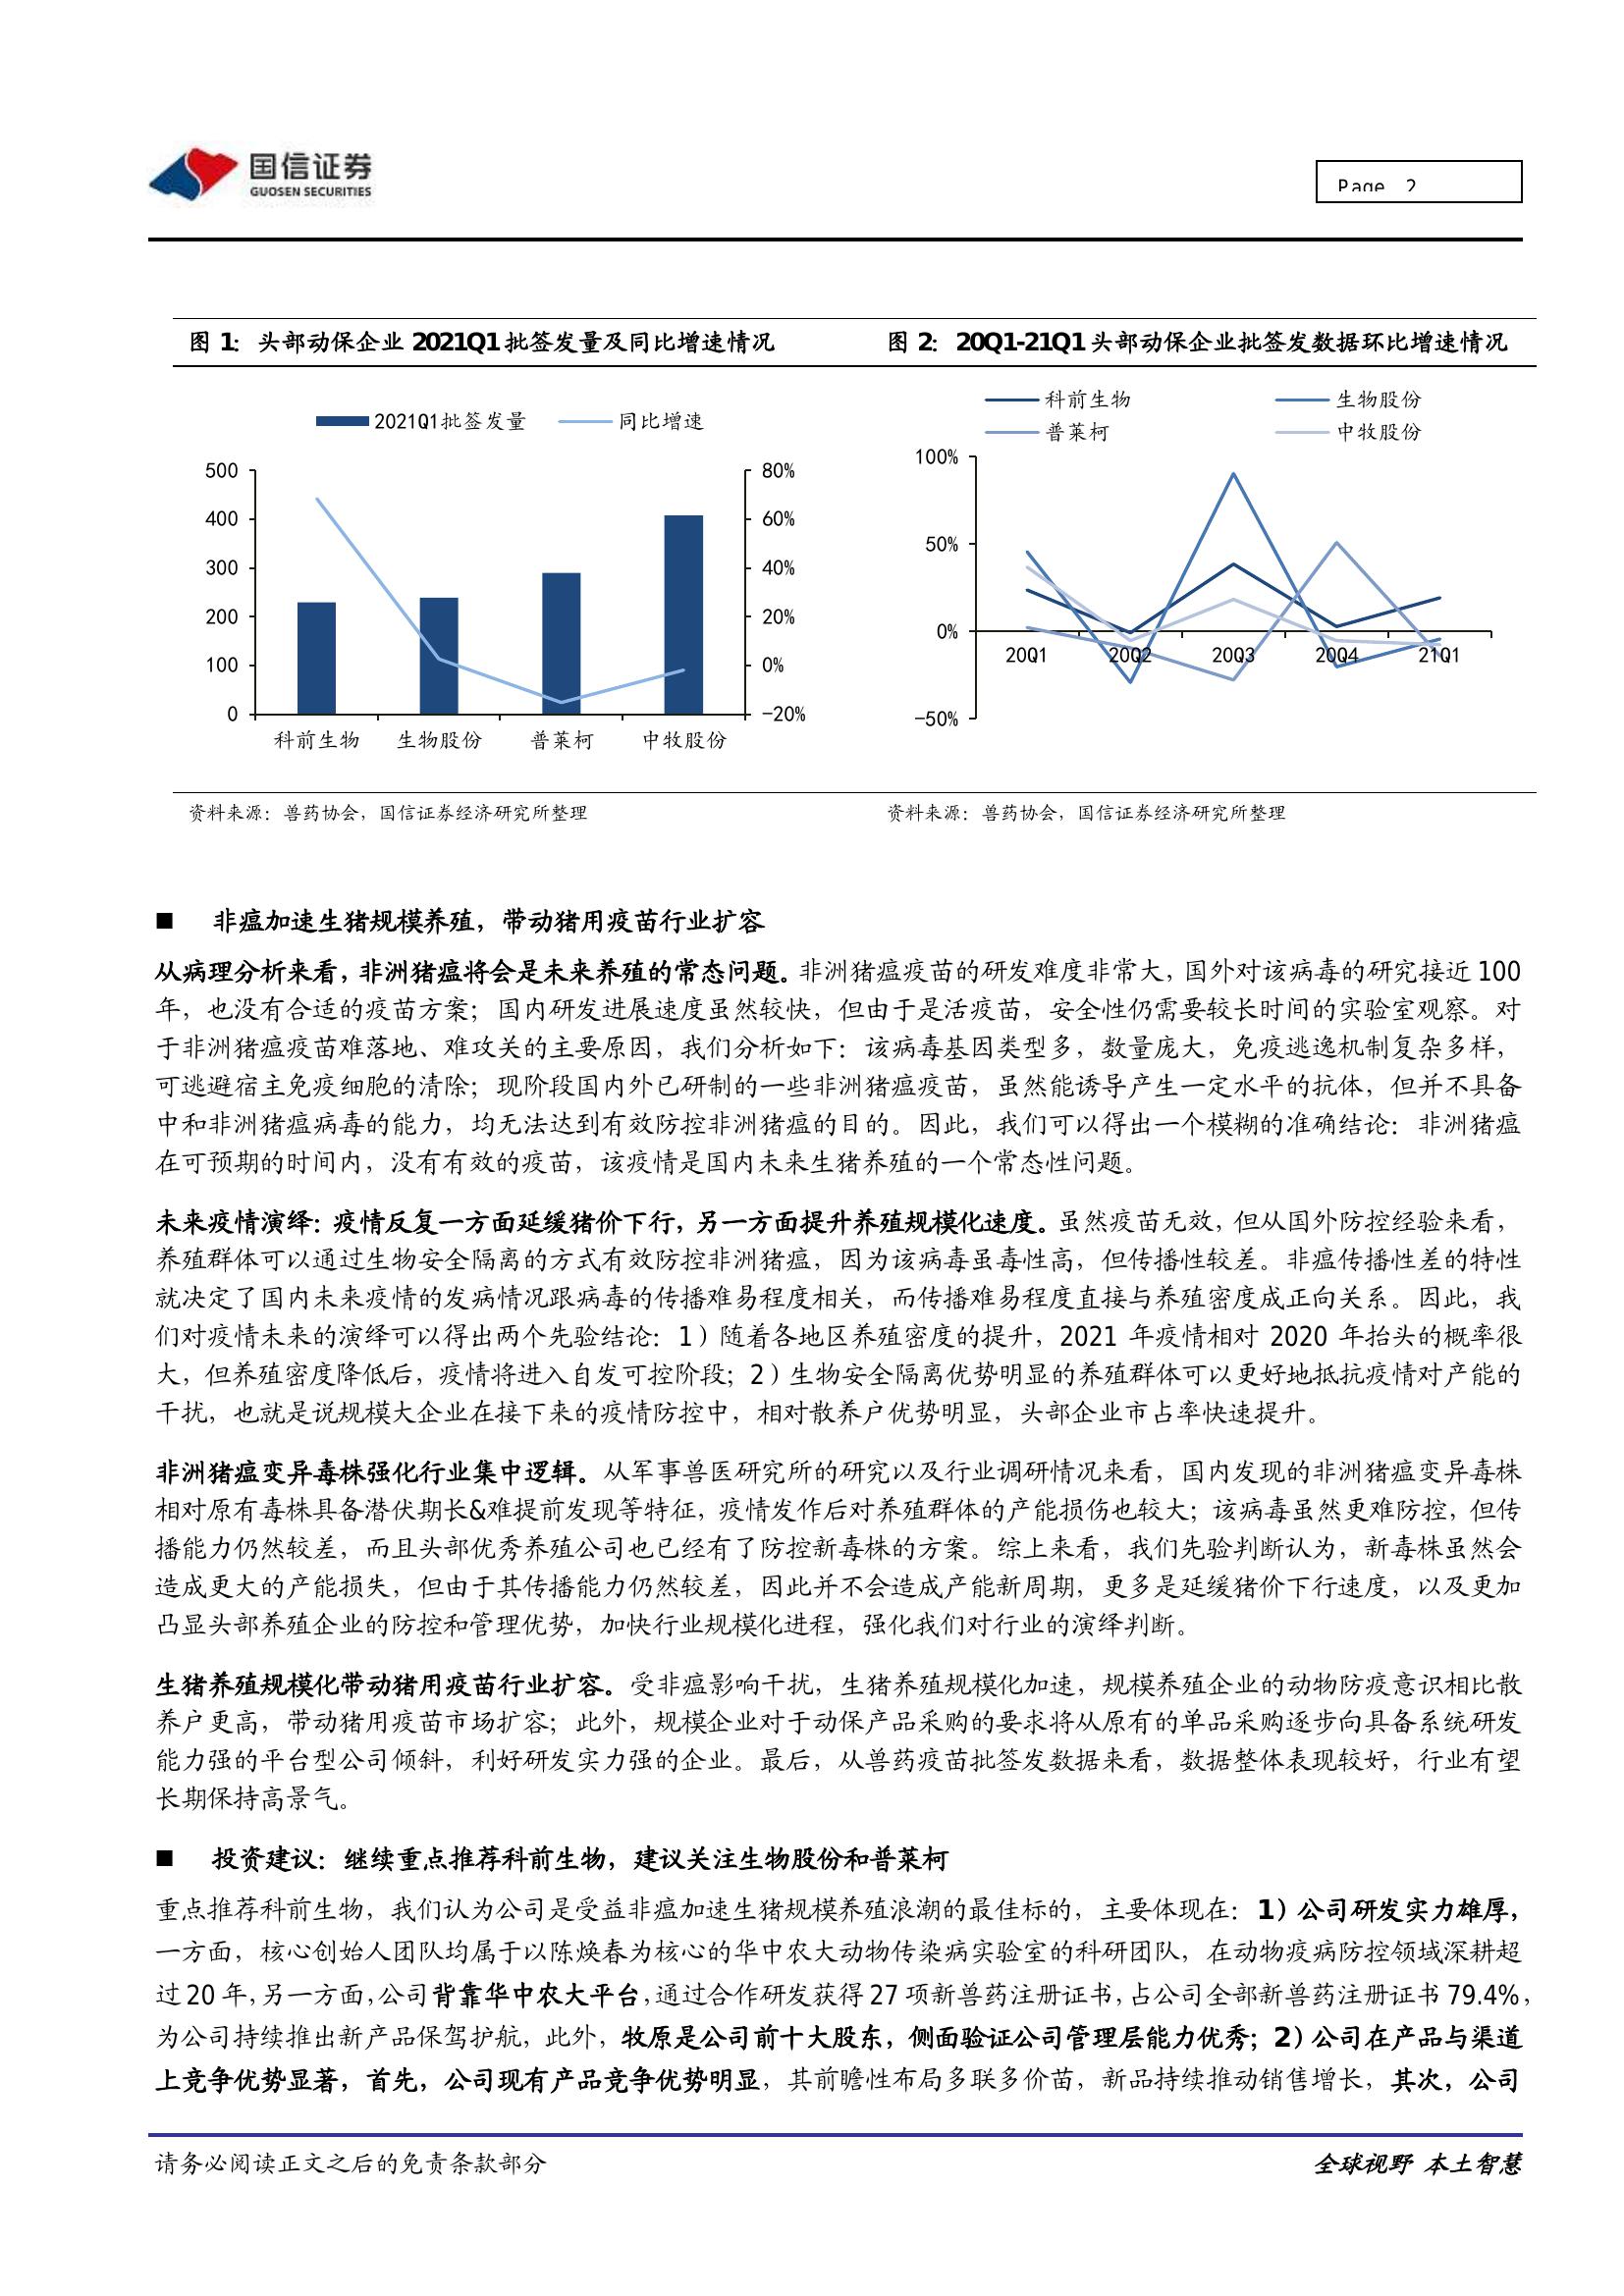 国信证券
GUOSEN SECURITIES
Page 2
图 1：头部动保企业 2021Q1 批签发量及同比增速情况
图 2：20Q1-21Q1 头部动保企业批签发数据环比增速情况
2021Q1批签发量 同比增速
500
400
300
200
100
0
80%
60%
40%
20%
0%
-20%
科前生物 生物股份 普莱柯 中牧股份
科前生物 生物股份
普莱柯 中牧股份
100%
50%
0%
-50%
20Q1 20Q2 20Q3 20Q4 21Q1
资料来源：兽药协会，国信证券经济研究所整理
资料来源：兽药协会，国信证券经济研究所整理
■ 非瘟加速生猪规模养殖，带动猪用疫苗行业扩容
从病理分析来看，非洲猪瘟将会是未来养殖的常态问题。非洲猪瘟疫苗的研发难度非常大，国外对该病毒的研究接近 100
年，也没有合适的疫苗方案；国内研发进展速度虽然较快，但由于是活疫苗，安全性仍需要较长时间的实验室观察。对
于非洲猪瘟疫苗难落地、难攻关的主要原因，我们分析如下：该病毒基因类型多，数量庞大，免疫逃逸机制复杂多样，
可逃避宿主免疫细胞的清除；现阶段国内外已研制的一些非洲猪瘟疫苗，虽然能诱导产生一定水平的抗体，但并不具备
中和非洲猪瘟病毒的能力，均无法达到有效防控非洲猪瘟的目的。因此，我们可以得出一个模糊的准确结论：非洲猪瘟
在可预期的时间内，没有有效的疫苗，该疫情是国内未来生猪养殖的一个常态性问题。
未来疫情演绎：疫情反复一方面延缓猪价下行，另一方面提升养殖规模化速度。虽然疫苗无效，但从国外防控经验来看，
养殖群体可以通过生物安全隔离的方式有效防控非洲猪瘟，因为该病毒虽毒性高，但传播性较差。非瘟传播性差的特性
就决定了国内未来疫情的发病情况跟病毒的传播难易程度相关，而传播难易程度直接与养殖密度成正向关系。因此，我
们对疫情未来的演绎可以得出两个先验结论：1）随着各地区养殖密度的提升，2021 年疫情相对 2020 年抬头的概率很
大，但养殖密度降低后，疫情将进入自发可控阶段；2）生物安全隔离优势明显的养殖群体可以更好地抵抗疫情对产能的
干扰，也就是说规模大企业在接下来的疫情防控中，相对散养户优势明显，头部企业市占率快速提升。
非洲猪瘟变异毒株强化行业集中逻辑。从军事兽医研究所的研究以及行业调研情况来看，国内发现的非洲猪瘟变异毒株
相对原有毒株具备潜伏期长&难提前发现等特征，疫情发作后对养殖群体的产能损伤也较大；该病毒虽然更难防控，但传
播能力仍然较差，而且头部优秀养殖公司也已经有了防控新毒株的方案。综上来看，我们先验判断认为，新毒株虽然会
造成更大的产能损失，但由于其传播能力仍然较差，因此并不会造成产能新周期，更多是延缓猪价下行速度，以及更加
凸显头部养殖企业的防控和管理优势，加快行业规模化进程，强化我们对行业的演绎判断。
生猪养殖规模化带动猪用疫苗行业扩容。受非瘟影响干扰，生猪养殖规模化加速，规模养殖企业的动物防疫意识相比散
养户更高，带动猪用疫苗市场扩容；此外，规模企业对于动保产品采购的要求将从原有的单品采购逐步向具备系统研发
能力强的平台型公司倾斜，利好研发实力强的企业。最后，从兽药疫苗批签发数据来看，数据整体表现较好，行业有望
长期保持高景气。
■ 投资建议：继续重点推荐科前生物，建议关注生物股份和普莱柯
重点推荐科前生物，我们认为公司是受益非瘟加速生猪规模养殖浪潮的最佳标的，主要体现在：1）公司研发实力雄厚，
一方面，核心创始人团队均属于以陈焕春为核心的华中农大动物传染病实验室的科研团队，在动物疫病防控领域深耕超
过 20 年，另一方面，公司背靠华中农大平台，通过合作研发获得 27 项新兽药注册证书，占公司全部新兽药注册证书 79.4%，
为公司持续推出新产品保驾护航，此外，牧原是公司前十大股东，侧面验证公司管理层能力优秀；2）公司在产品与渠道
上竞争优势显著，首先，公司现有产品竞争优势明显，其前瞻性布局多联多价苗，新品持续推动销售增长，其次，公司
请务必阅读正文之后的免责条款部分
全球视野 本土智慧